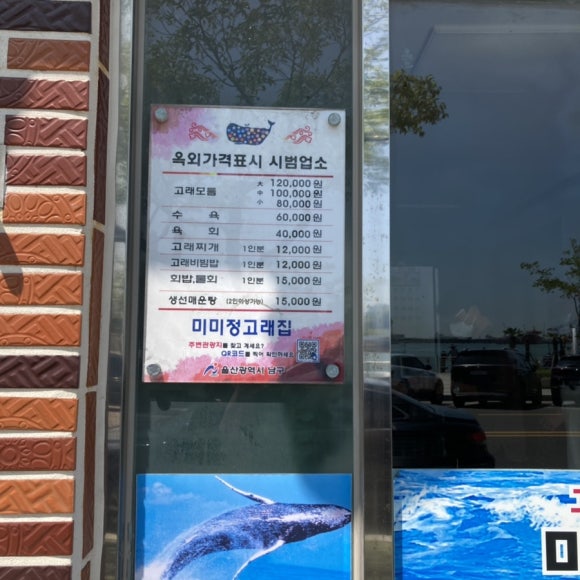 옥외가격표시 시범업소
고래모듬 大 120,000원
中 100,000원
小 80,000원
수 육 60,000원
육 회 40,000원
고래찌개 1인분 12,000원
고래비빔밥 1인분 12,000원
회밥,물회 1인분 15,000원
생선매운탕 (2인이상가능) 15,000원
미미정고래집
주변관광지를 찾고 계세요?
QR코드를 찍어 확인하세요
울산광역시 남구